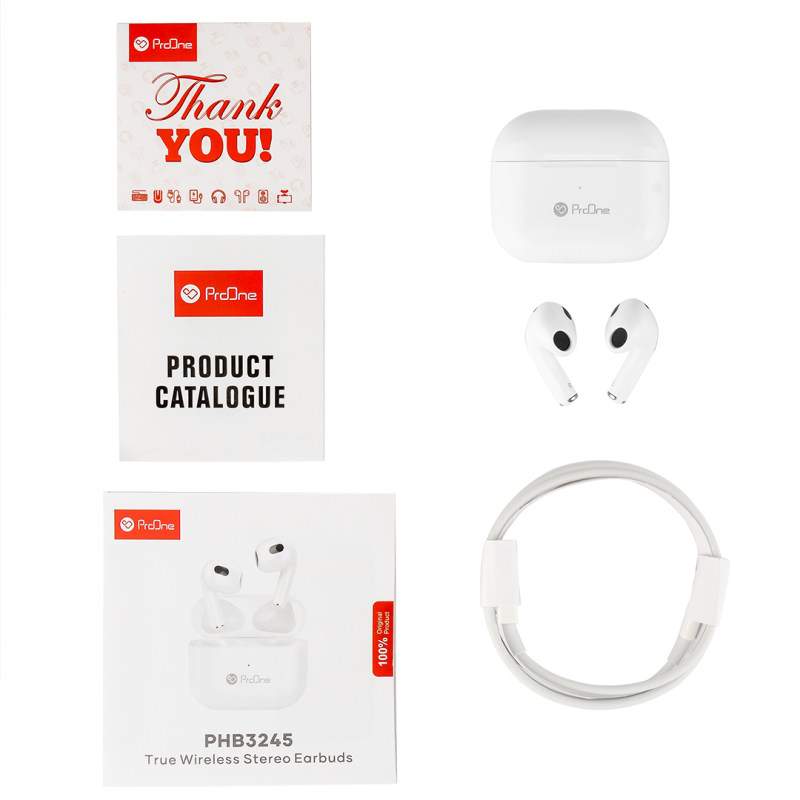 ProOne
Thank
YOU!
ProOne
PRODUCT
CATALOGUE
ProOne
100% Original Product
ProOne
PHB3245
True Wireless Stereo Earbuds
ProOne